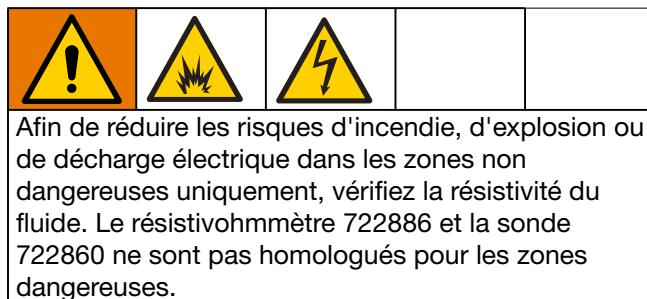 Afin de réduire les risques d'incendie, d'explosion ou
de décharge électrique dans les zones non
dangereuses uniquement, vérifiez la résistivité du
fluide. Le résistivohmmètre 722886 et la sonde
722860 ne sont pas homologués pour les zones
dangereuses.